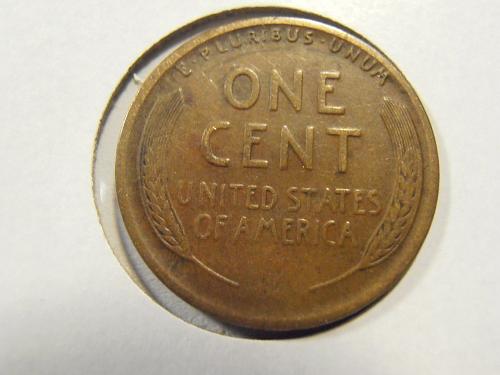 E·PLURIBUS·UNUM
ONE
CENT
UNITED STATES
OF AMERICA